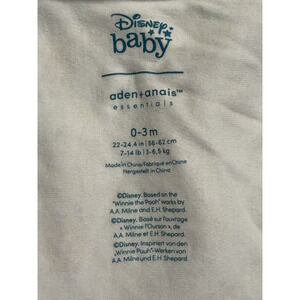 Disney
baby
aden+anais™
essentials
0-3 m
22-24.4 in | 56-62 cm
7-14 lb | 3-6,5 kg
Made in China/Fabriqué en Chine
Hergestellt in China
©Disney. Based on the
"Winnie the Pooh" works by
A.A. Milne and E.H. Shepard.
©Disney. Basé sur l'ouvrage
« Winnie l'Ourson », de
A.A. Milne et E.H. Shepard.
©Disney. Inspiriert von den
„Winnie Puuh"-Werken von
A.A. Milne und E.H. Shepard.